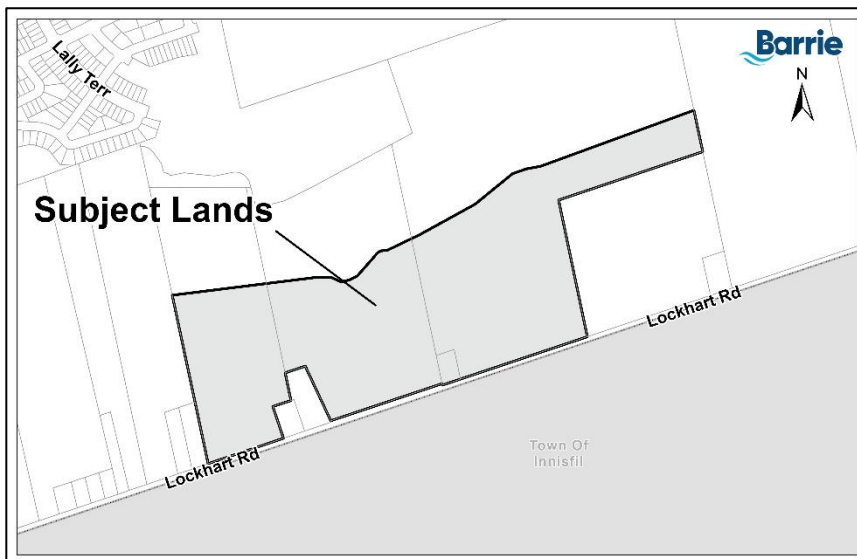 Lally Terr
Barrie
N
Subject Lands
Lockhart Rd
Town Of
Innisfil
Lockhart Rd